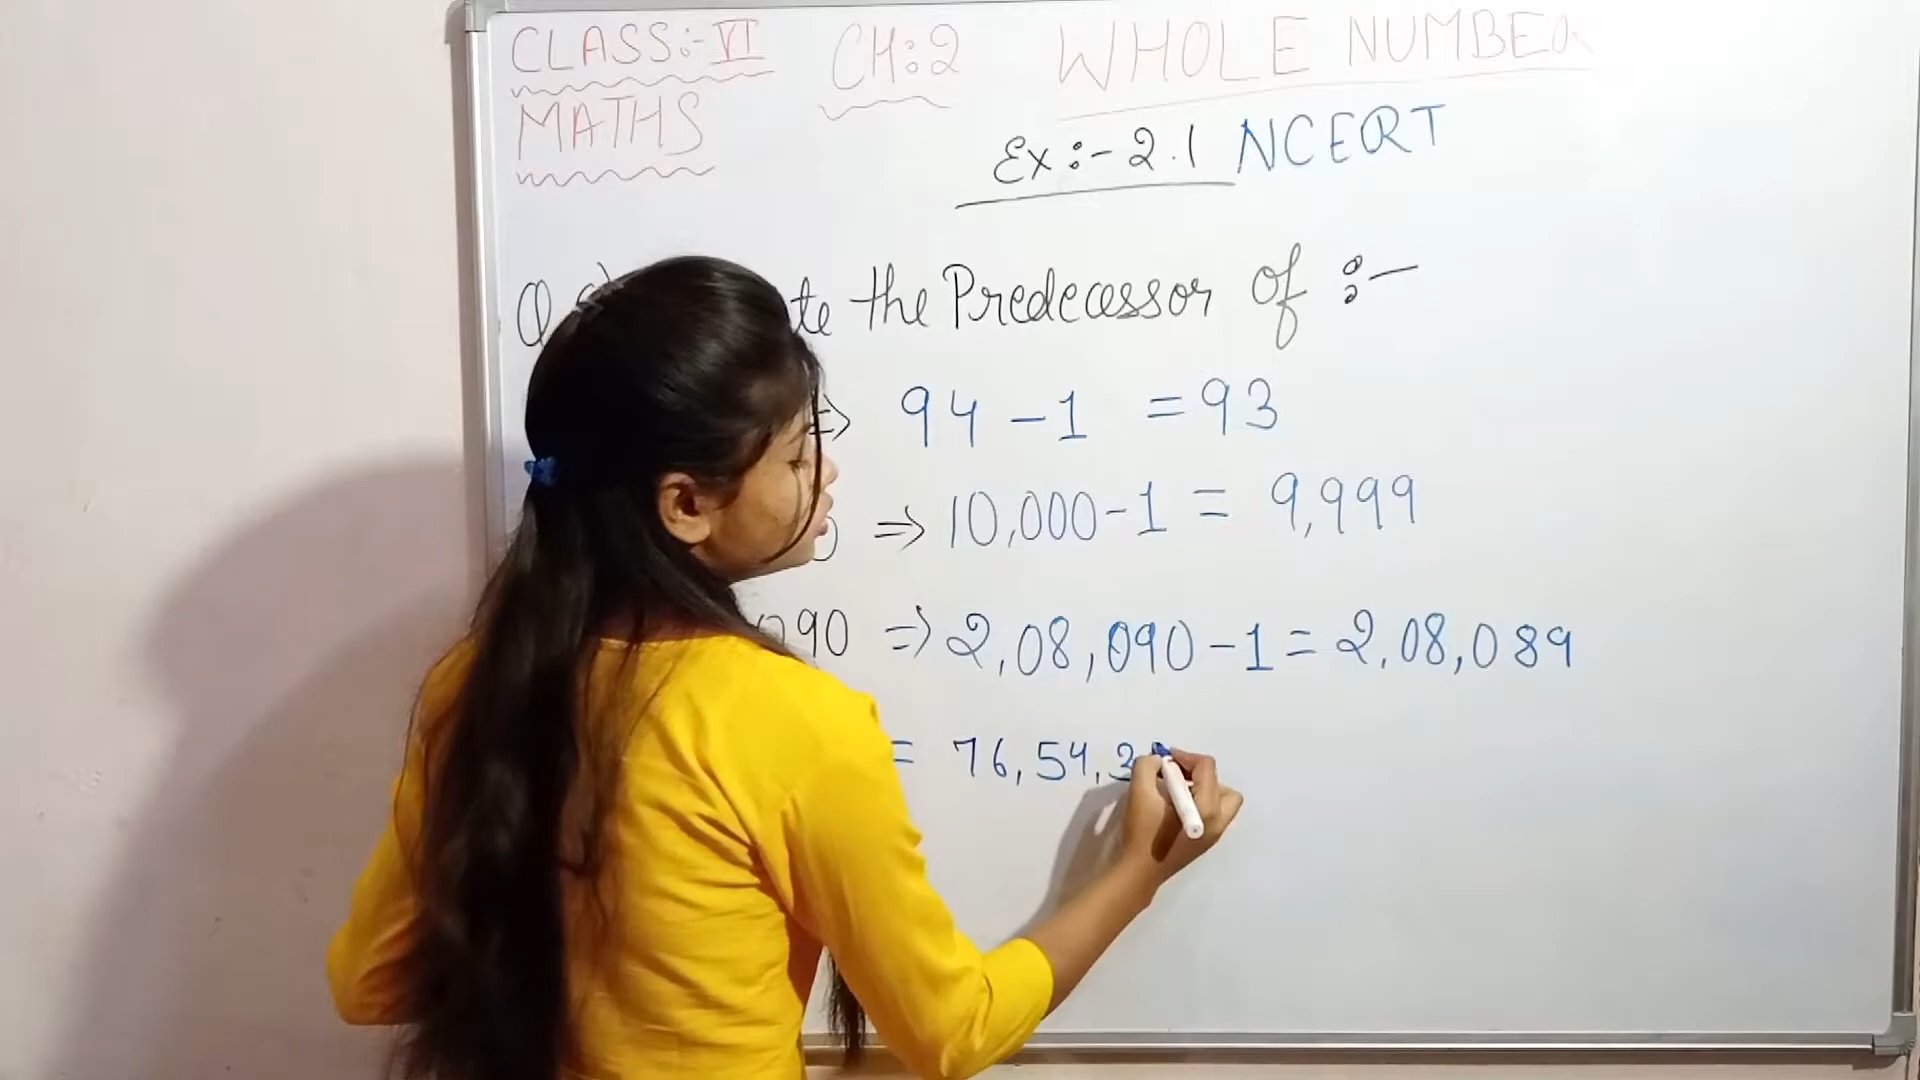 CLASS:- VI CH:2 WHOLE NUMBER
MATHS
Ex:- 2.1 NCERT
the Predecessor of :-
=> 94 - 1 = 93
=> 10,000 - 1 = 9,999
090 => 2,08,090 - 1 = 2,08,089
= 76,54,3